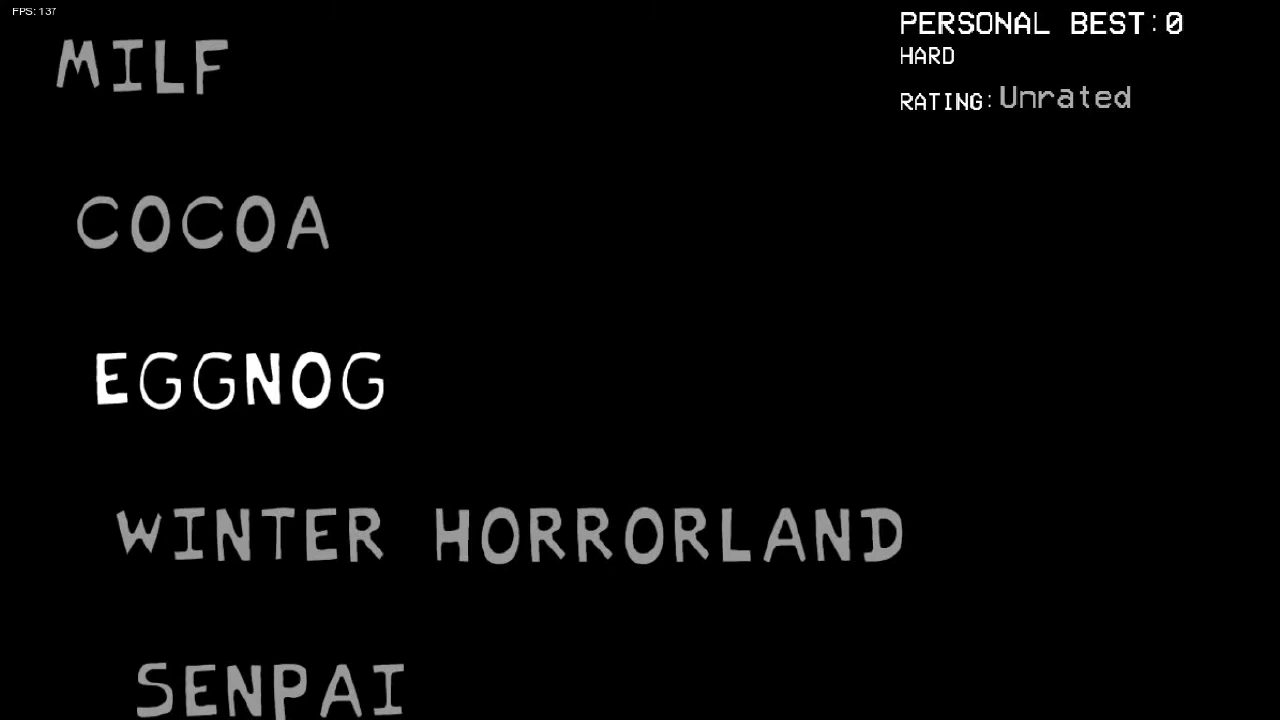 FPS: 137
PERSONAL BEST:0
HARD
RATING: Unrated
MILF
COCOA
EGGNOG
WINTER HORRORLAND
SENPAI